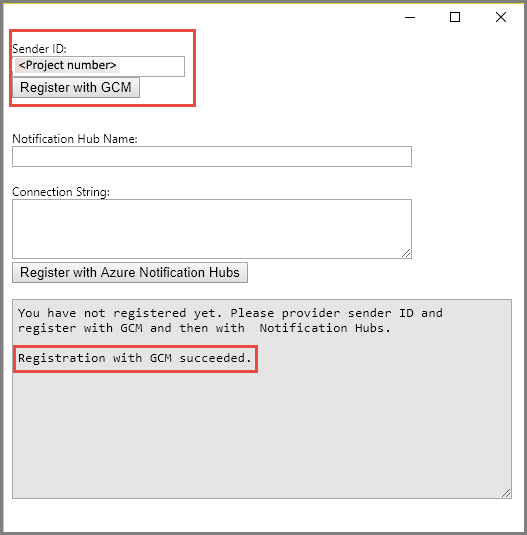 Sender ID:
<Project number>
Register with GCM
Notification Hub Name:
Connection String:
Register with Azure Notification Hubs
You have not registered yet. Please provider sender ID and
register with GCM and then with  Notification Hubs.
Registration with GCM succeeded.